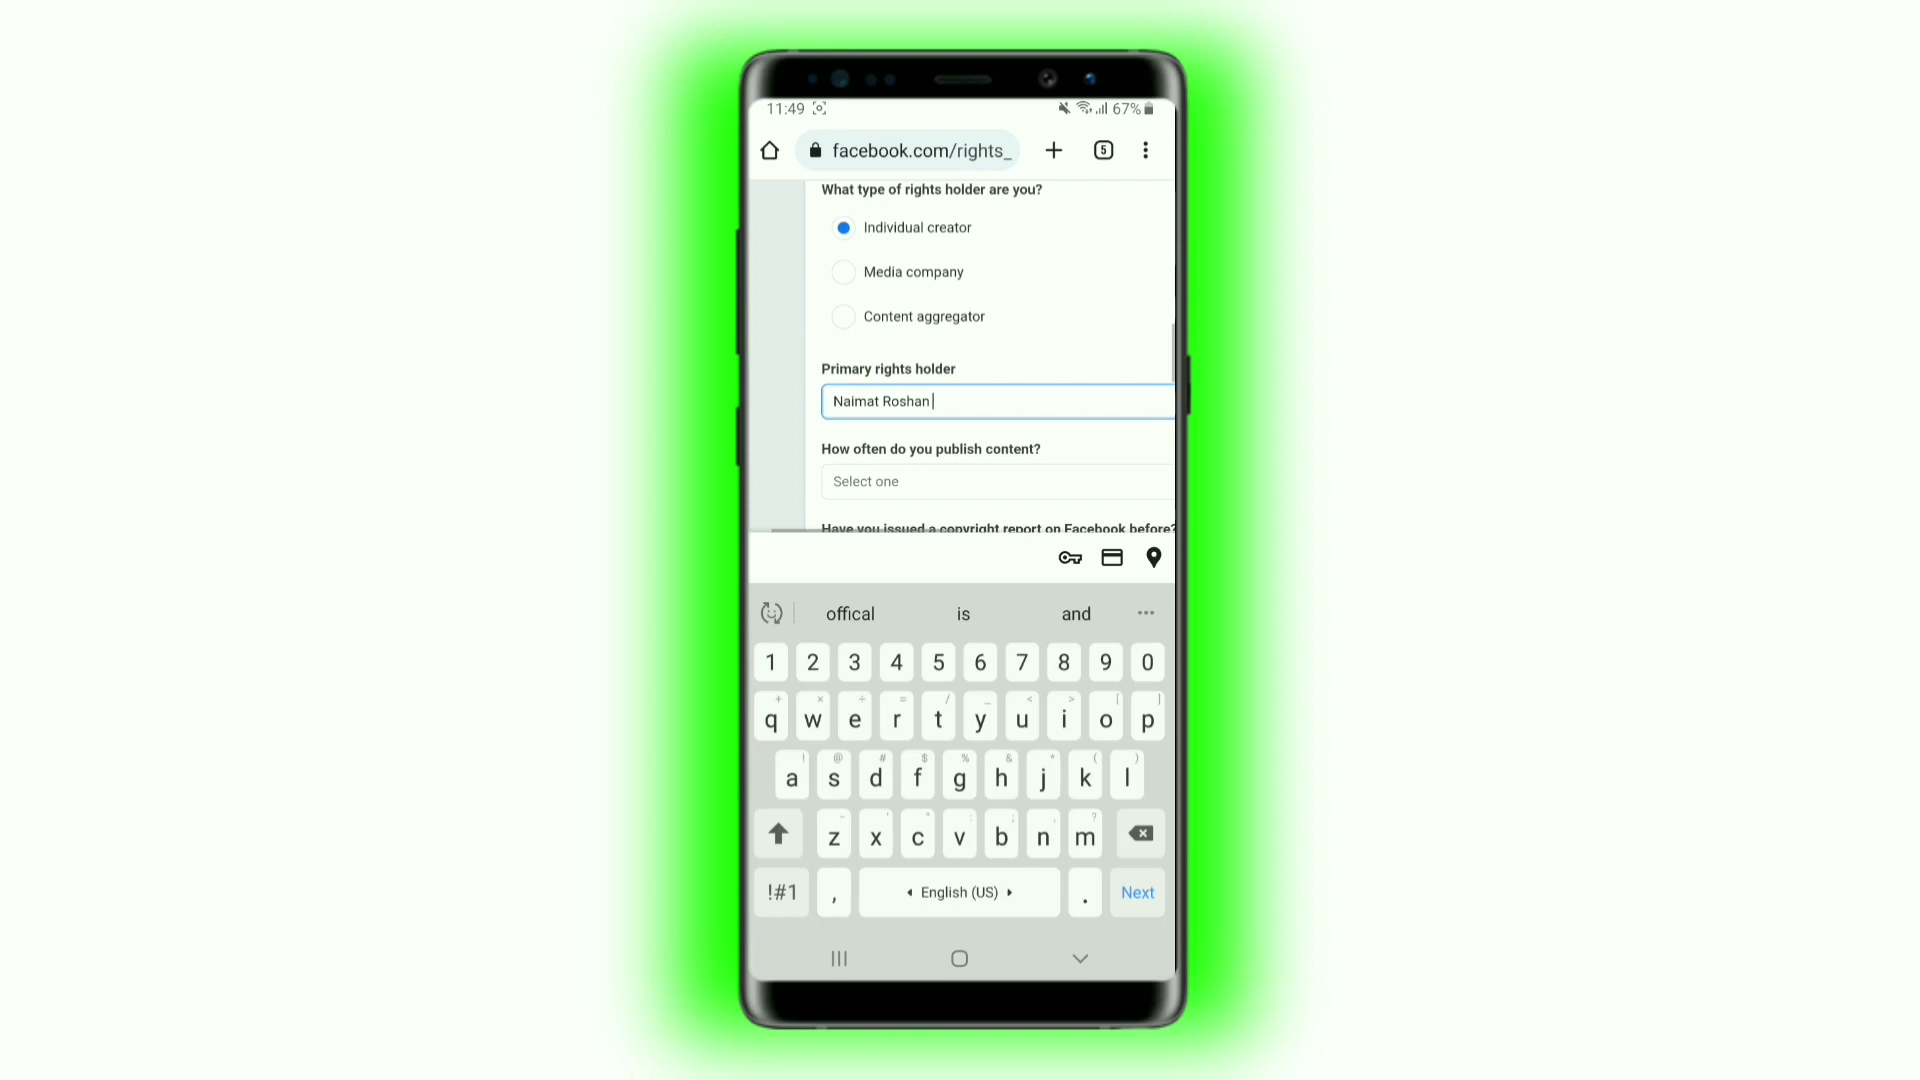 11:49 67%
facebook.com/rights_ 5
What type of rights holder are you?
Individual creator
Media company
Content aggregator
Primary rights holder
Naimat Roshan
How often do you publish content?
Select one
Have you issued a copyright report on Facebook before?
offical is and
1 2 3 4 5 6 7 8 9 0
+ × ÷ = / _ < > [ ]
q w e r t y u i o p
! @ # $ % & * ( )
a s d f g h j k l
- ' " : ; , ?
z x c v b n m
!#1 , English (US) . Next